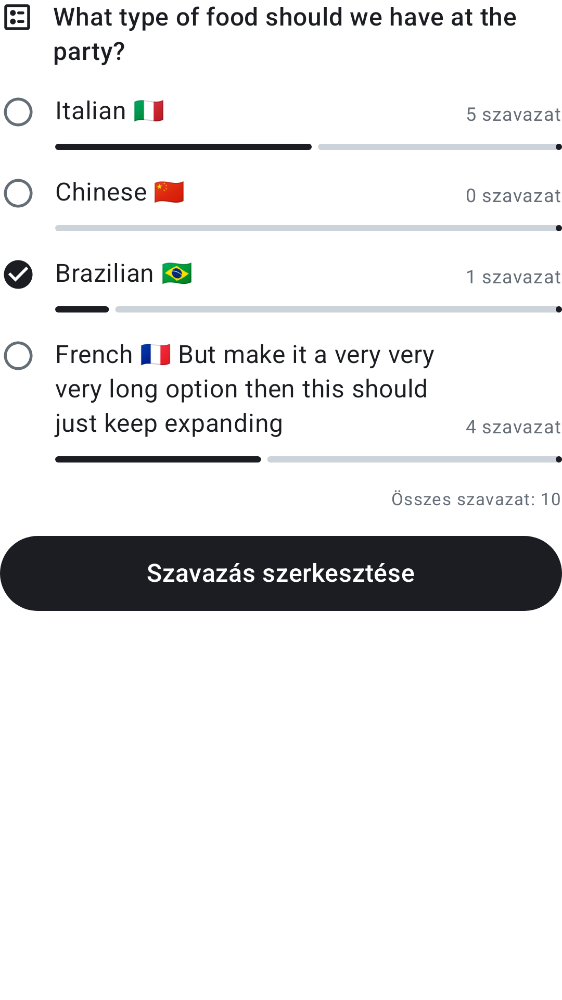 What type of food should we have at the
party?
Italian 🇮🇹
5 szavazat
Chinese 🇨🇳
0 szavazat
Brazilian 🇧🇷
1 szavazat
French 🇫🇷 But make it a very very
very long option then this should
just keep expanding
4 szavazat
Összes szavazat: 10
Szavazás szerkesztése